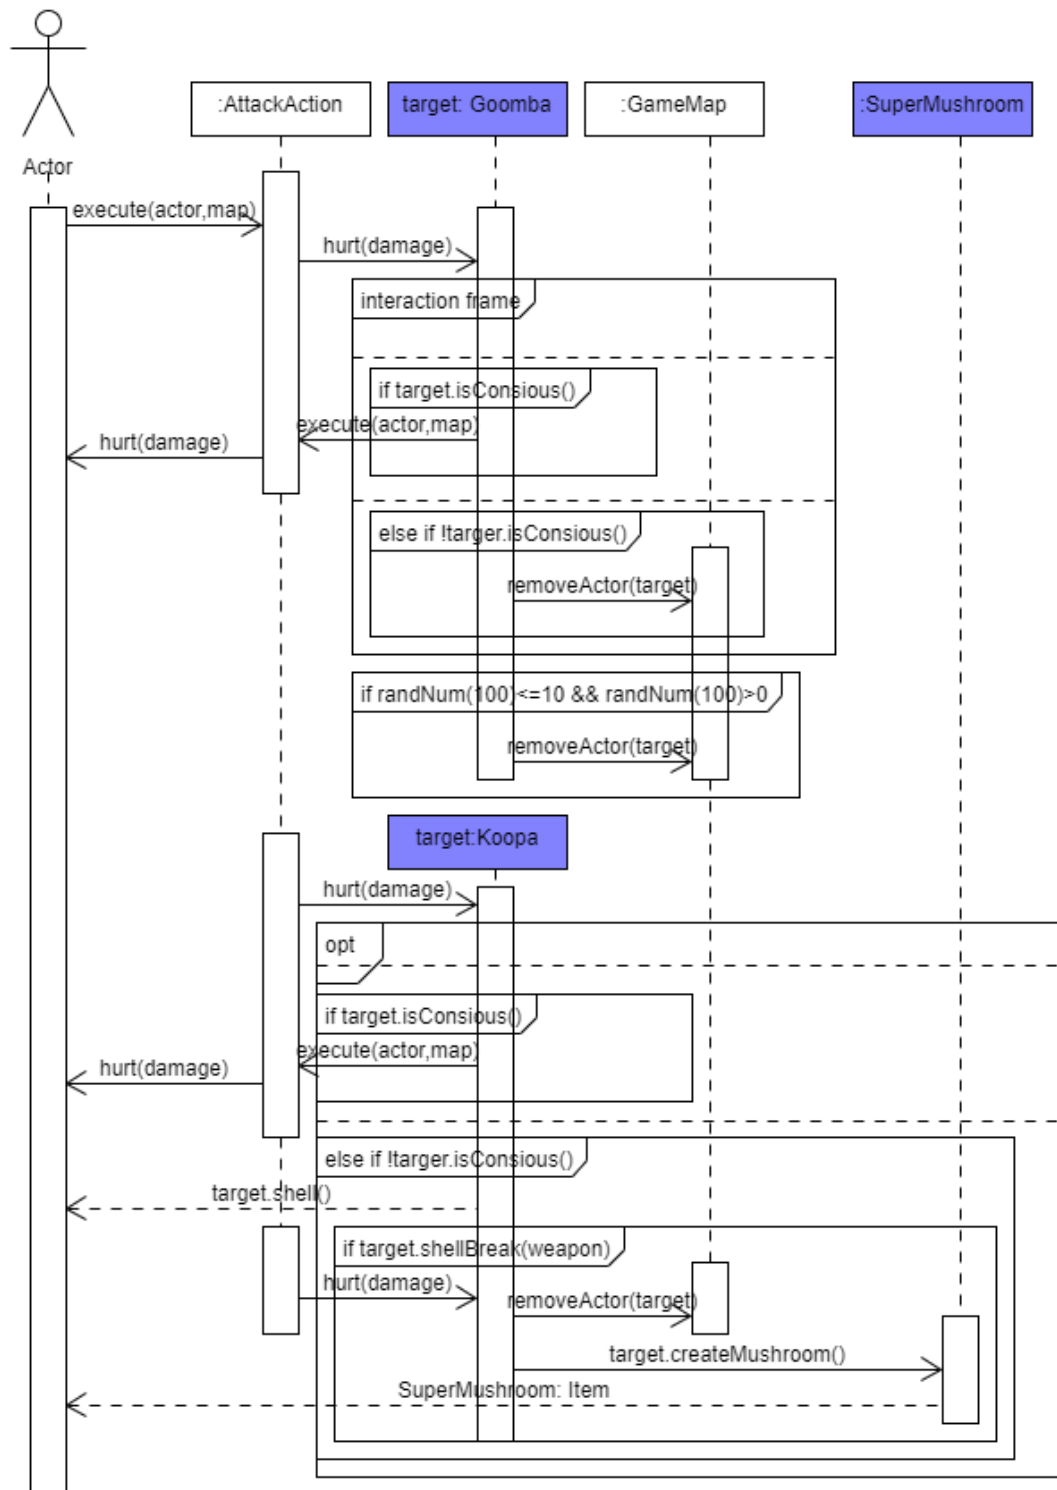 :AttackAction
target: Goomba
:GameMap
:SuperMushroom
Actor
execute(actor,map)
hurt(damage)
interaction frame
if target.isConsious()
execute(actor,map)
hurt(damage)
else if !targer.isConsious()
removeActor(target)
if randNum(100)<=10 && randNum(100)>0
removeActor(target)
target:Koopa
hurt(damage)
opt
if target.isConsious()
execute(actor,map)
hurt(damage)
else if !targer.isConsious()
target.shell()
if target.shellBreak(weapon)
hurt(damage)
removeActor(target)
target.createMushroom()
SuperMushroom: Item